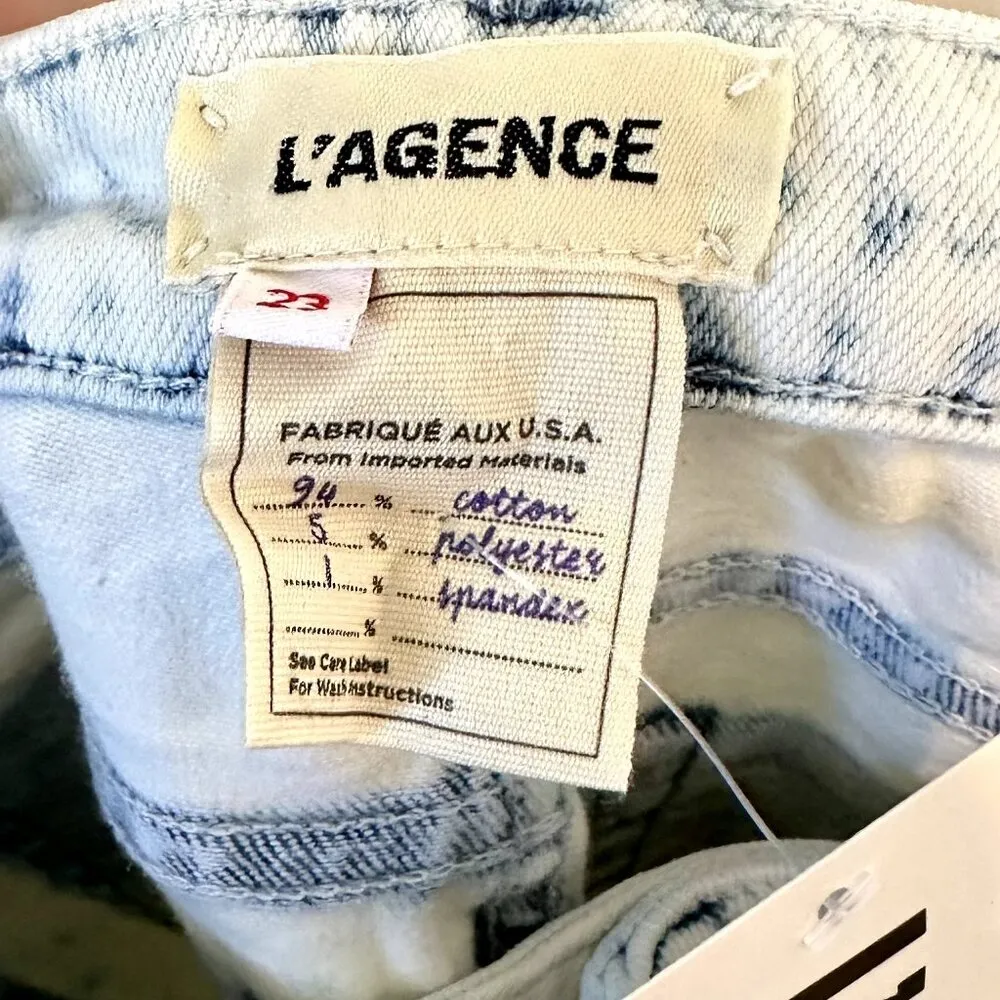 L'AGENCE
23
FABRIQUÉ AUX U.S.A.
From Imported Materials
94 % cotton
5 % polyester
1 % spandex
%
See Care Label
For Wash Instructions